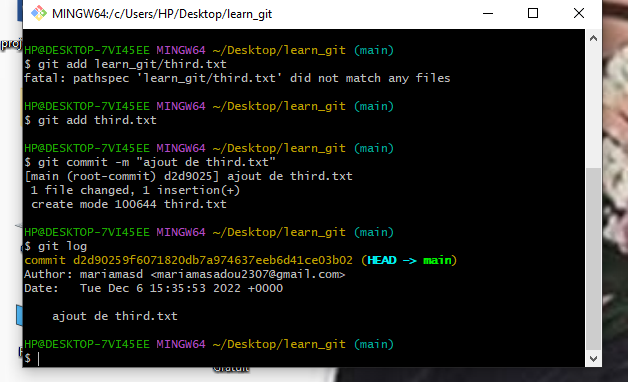 MINGW64:/c/Users/HP/Desktop/learn_git
HP@DESKTOP-7VI45EE MINGW64 ~/Desktop/learn_git (main)
$ git add learn_git/third.txt
fatal: pathspec 'learn_git/third.txt' did not match any files
HP@DESKTOP-7VI45EE MINGW64 ~/Desktop/learn_git (main)
$ git add third.txt
HP@DESKTOP-7VI45EE MINGW64 ~/Desktop/learn_git (main)
$ git commit -m "ajout de third.txt"
[main (root-commit) d2d9025] ajout de third.txt
1 file changed, 1 insertion(+)
create mode 100644 third.txt
HP@DESKTOP-7VI45EE MINGW64 ~/Desktop/learn_git (main)
$ git log
commit d2d90259f6071820db7a974637eeb6d41ce03b02 (HEAD -> main)
Author: mariamasd <mariamasadou2307@gmail.com>
Date:   Tue Dec 6 15:35:53 2022 +0000
ajout de third.txt
HP@DESKTOP-7VI45EE MINGW64 ~/Desktop/learn_git (main)
$
Gratuit